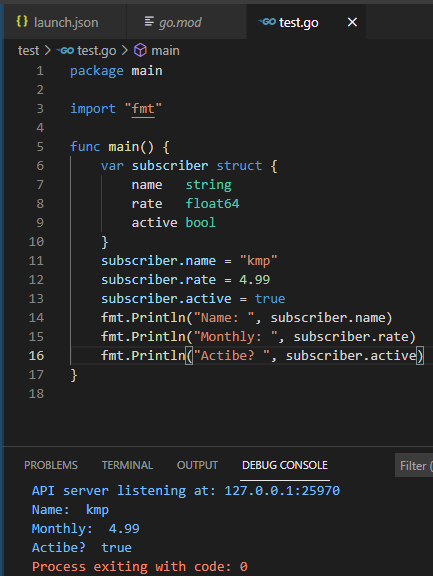 {} launch.json
go.mod
GO test.go ×
test > GO test.go > main
1 package main
2
3 import "fmt"
4
5 func main() {
6     var subscriber struct {
7         name   string
8         rate   float64
9         active bool
10     }
11     subscriber.name = "kmp"
12     subscriber.rate = 4.99
13     subscriber.active = true
14     fmt.Println("Name: ", subscriber.name)
15     fmt.Println("Monthly: ", subscriber.rate)
16     fmt.Println("Actibe? ", subscriber.active)
17 }
18
PROBLEMS TERMINAL OUTPUT DEBUG CONSOLE Filter (
API server listening at: 127.0.0.1:25970
Name:  kmp
Monthly:  4.99
Actibe?  true
Process exiting with code: 0